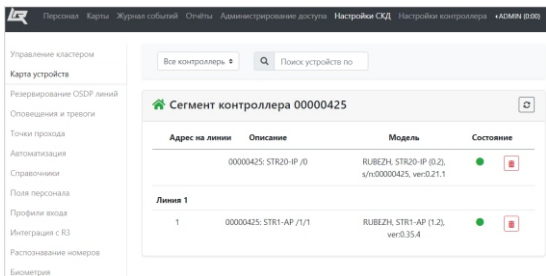 Персонал Карты Журнал событий Отчёты Администрирование доступа Настройки СКД Настройки контроллера ADMIN (0:00)
Управление кластером
Карта устройств
Резервирование OSDP линий
Оповещения и тревоги
Точки прохода
Автоматизация
Справочники
Поля персонала
Профили входа
Интеграция с R3
Распознавание номеров
Биометрия
Все контроллеры Поиск устройств по
Сегмент контроллера 00000425
Адрес на линии Описание Модель Состояние
00000425: STR20-IP /0 RUBEZH, STR20-IP (0.2),
s/n:00000425, ver:0.21.1
Линия 1
1 00000425: STR1-AP /1/1 RUBEZH, STR1-AP (1.2),
ver:0.35.4